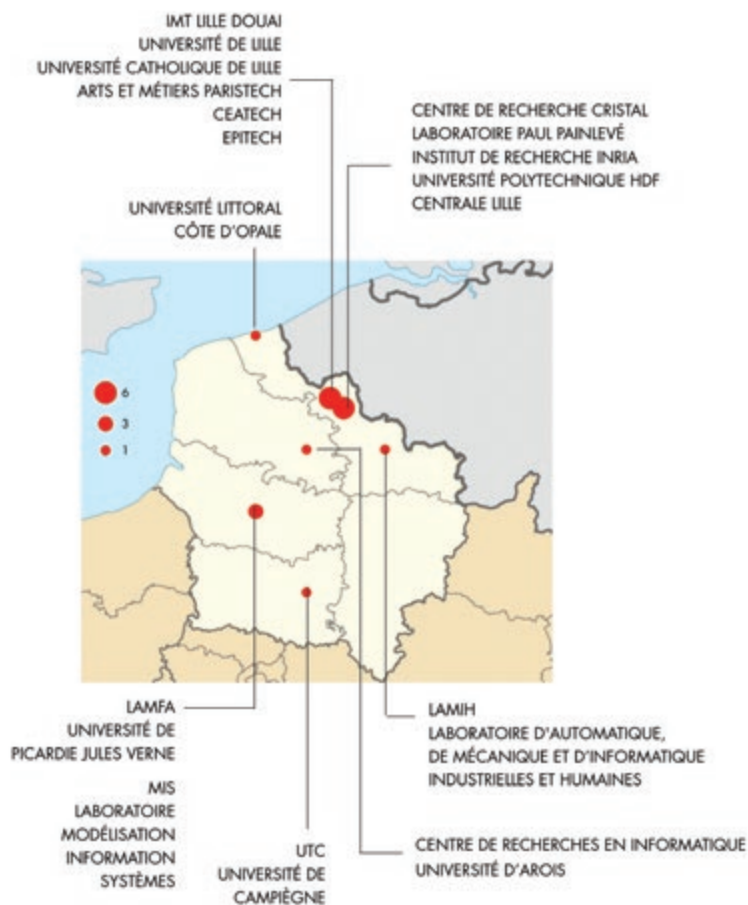 IMT LILLE DOUAI
UNIVERSITÉ DE LILLE
UNIVERSITÉ CATHOLIQUE DE LILLE
ARTS ET MÉTIERS PARISTECH
CEATECH
EPITECH
CENTRE DE RECHERCHE CRISTAL
LABORATOIRE PAUL PAINLEVÉ
INSTITUT DE RECHERCHE INRIA
UNIVERSITÉ POLYTECHNIQUE HDF
CENTRALE LILLE
UNIVERSITÉ LITTORAL
CÔTE D'OPALE
6
3
1
LAMFA
UNIVERSITÉ DE
PICARDIE JULES VERNE
MIS
LABORATOIRE
MODÉLISATION
INFORMATION
SYSTÈMES
UTC
UNIVERSITÉ DE
CAMPIÈGNE
LAMIH
LABORATOIRE D'AUTOMATIQUE,
DE MÉCANIQUE ET D'INFORMATIQUE
INDUSTRIELLES ET HUMAINES
CENTRE DE RECHERCHES EN INFORMATIQUE
UNIVERSITÉ D'AROIS